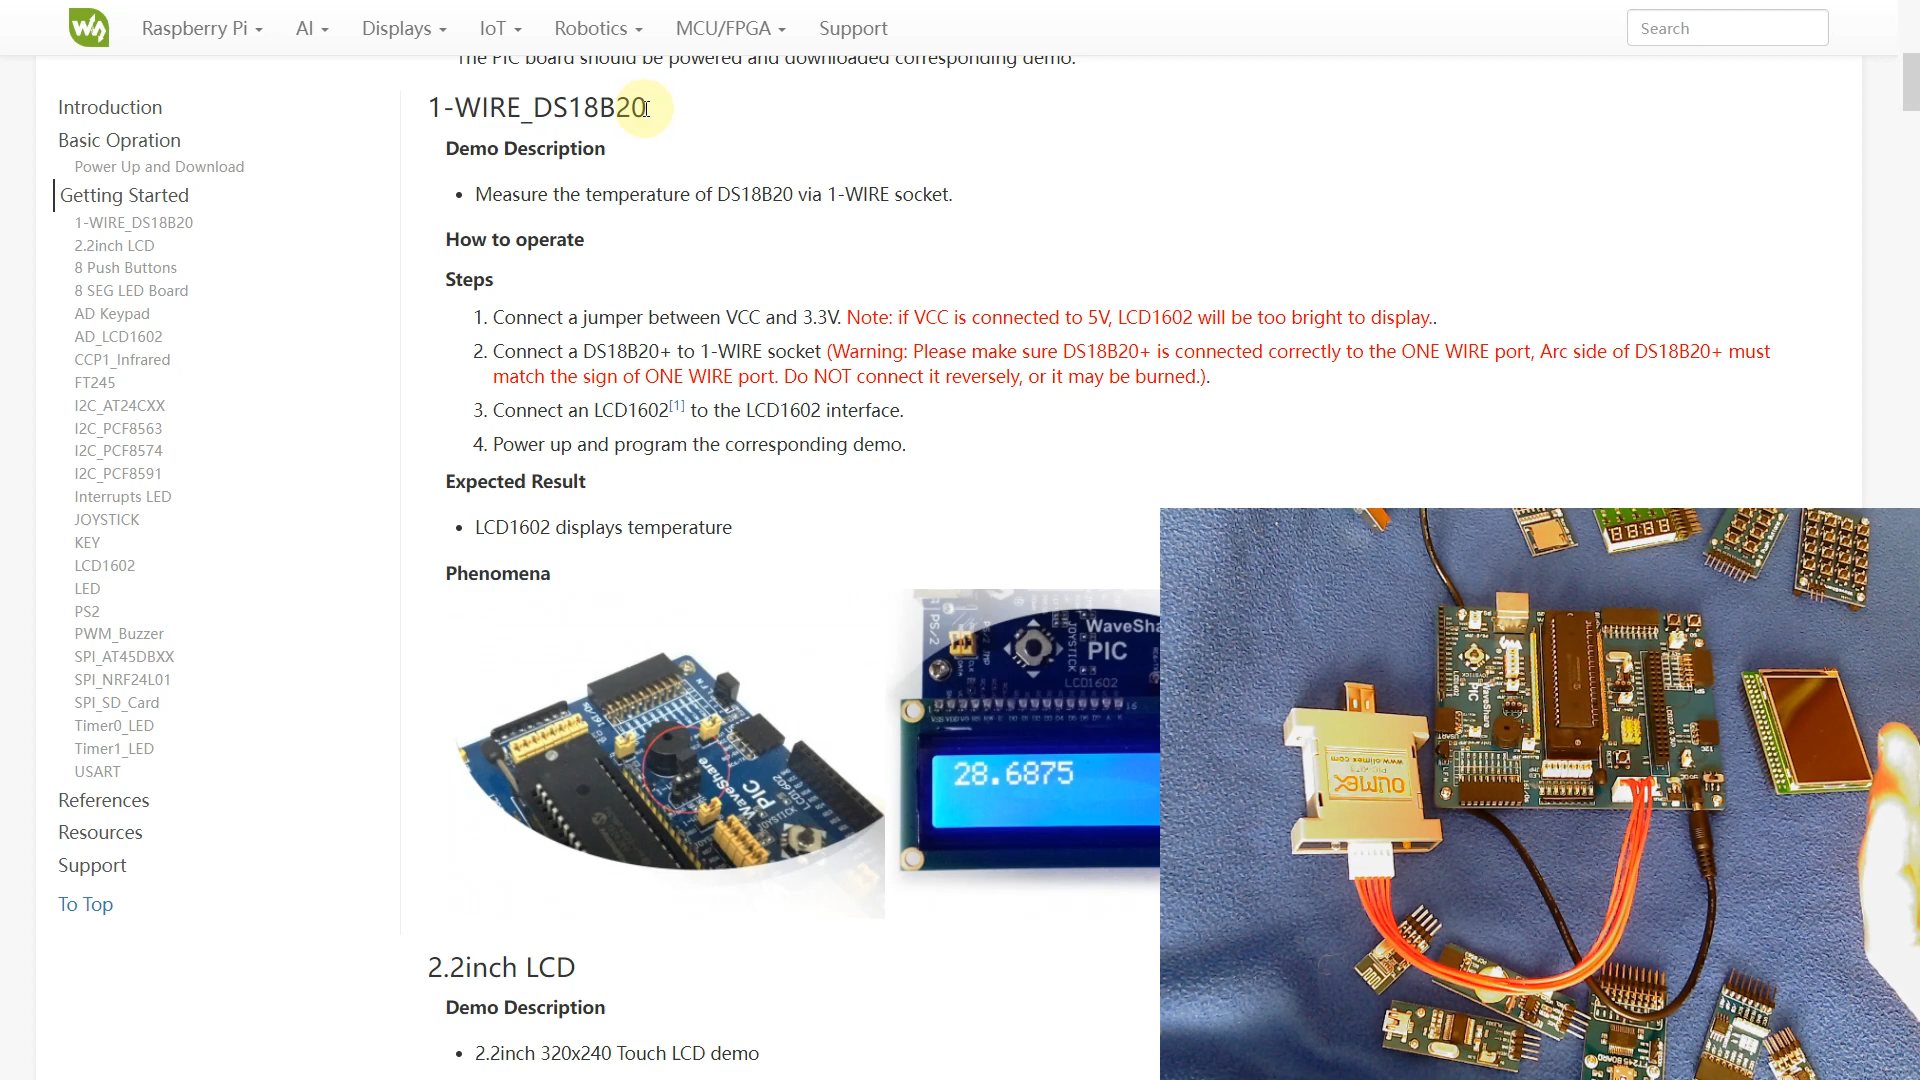 Raspberry Pi AI Displays IoT Robotics MCU/FPGA Support Search
The PIC board should be powered and downloaded corresponding demo.
Introduction
Basic Opration
Power Up and Download
Getting Started
1-WIRE_DS18B20
2.2inch LCD
8 Push Buttons
8 SEG LED Board
AD Keypad
AD_LCD1602
CCP1_Infrared
FT245
I2C_AT24CXX
I2C_PCF8563
I2C_PCF8574
I2C_PCF8591
Interrupts LED
JOYSTICK
KEY
LCD1602
LED
PS2
PWM_Buzzer
SPI_AT45DBXX
SPI_NRF24L01
SPI_SD_Card
Timer0_LED
Timer1_LED
USART
References
Resources
Support
To Top
1-WIRE_DS18B20
Demo Description
• Measure the temperature of DS18B20 via 1-WIRE socket.
How to operate
Steps
1. Connect a jumper between VCC and 3.3V. Note: if VCC is connected to 5V, LCD1602 will be too bright to display..
2. Connect a DS18B20+ to 1-WIRE socket (Warning: Please make sure DS18B20+ is connected correctly to the ONE WIRE port, Arc side of DS18B20+ must
match the sign of ONE WIRE port. Do NOT connect it reversely, or it may be burned.).
3. Connect an LCD1602[1] to the LCD1602 interface.
4. Power up and program the corresponding demo.
Expected Result
• LCD1602 displays temperature
Phenomena
WaveShare
PIC
PS/2
JOYSTICK
WaveSha
PIC
LCD1602
16
28.6875
2.2inch LCD
Demo Description
• 2.2inch 320x240 Touch LCD demo
WaveShare
PIC
USART
www.olimex.com
OLIMEX